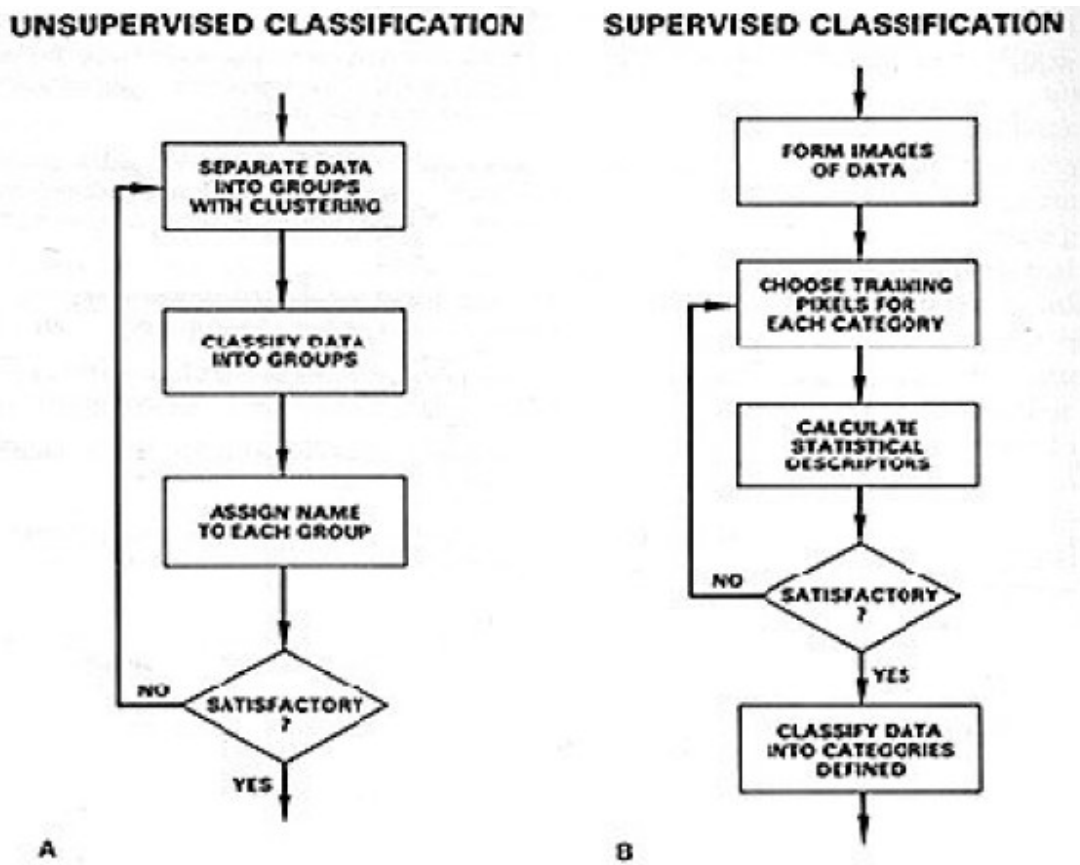 UNSUPERVISED CLASSIFICATION
SEPARATE DATA
INTO GROUPS
WITH CLUSTERING
CLASSIFY DATA
INTO GROUPS
ASSIGN NAME
TO EACH GROUP
NO
SATISFACTORY
?
YES
A
SUPERVISED CLASSIFICATION
FORM IMAGES
OF DATA
CHOOSE TRAINING
PIXELS FOR
EACH CATEGORY
CALCULATE
STATISTICAL
DESCRIPTORS
NO
SATISFACTORY
?
YES
CLASSIFY DATA
INTO CATEGORIES
DEFINED
B